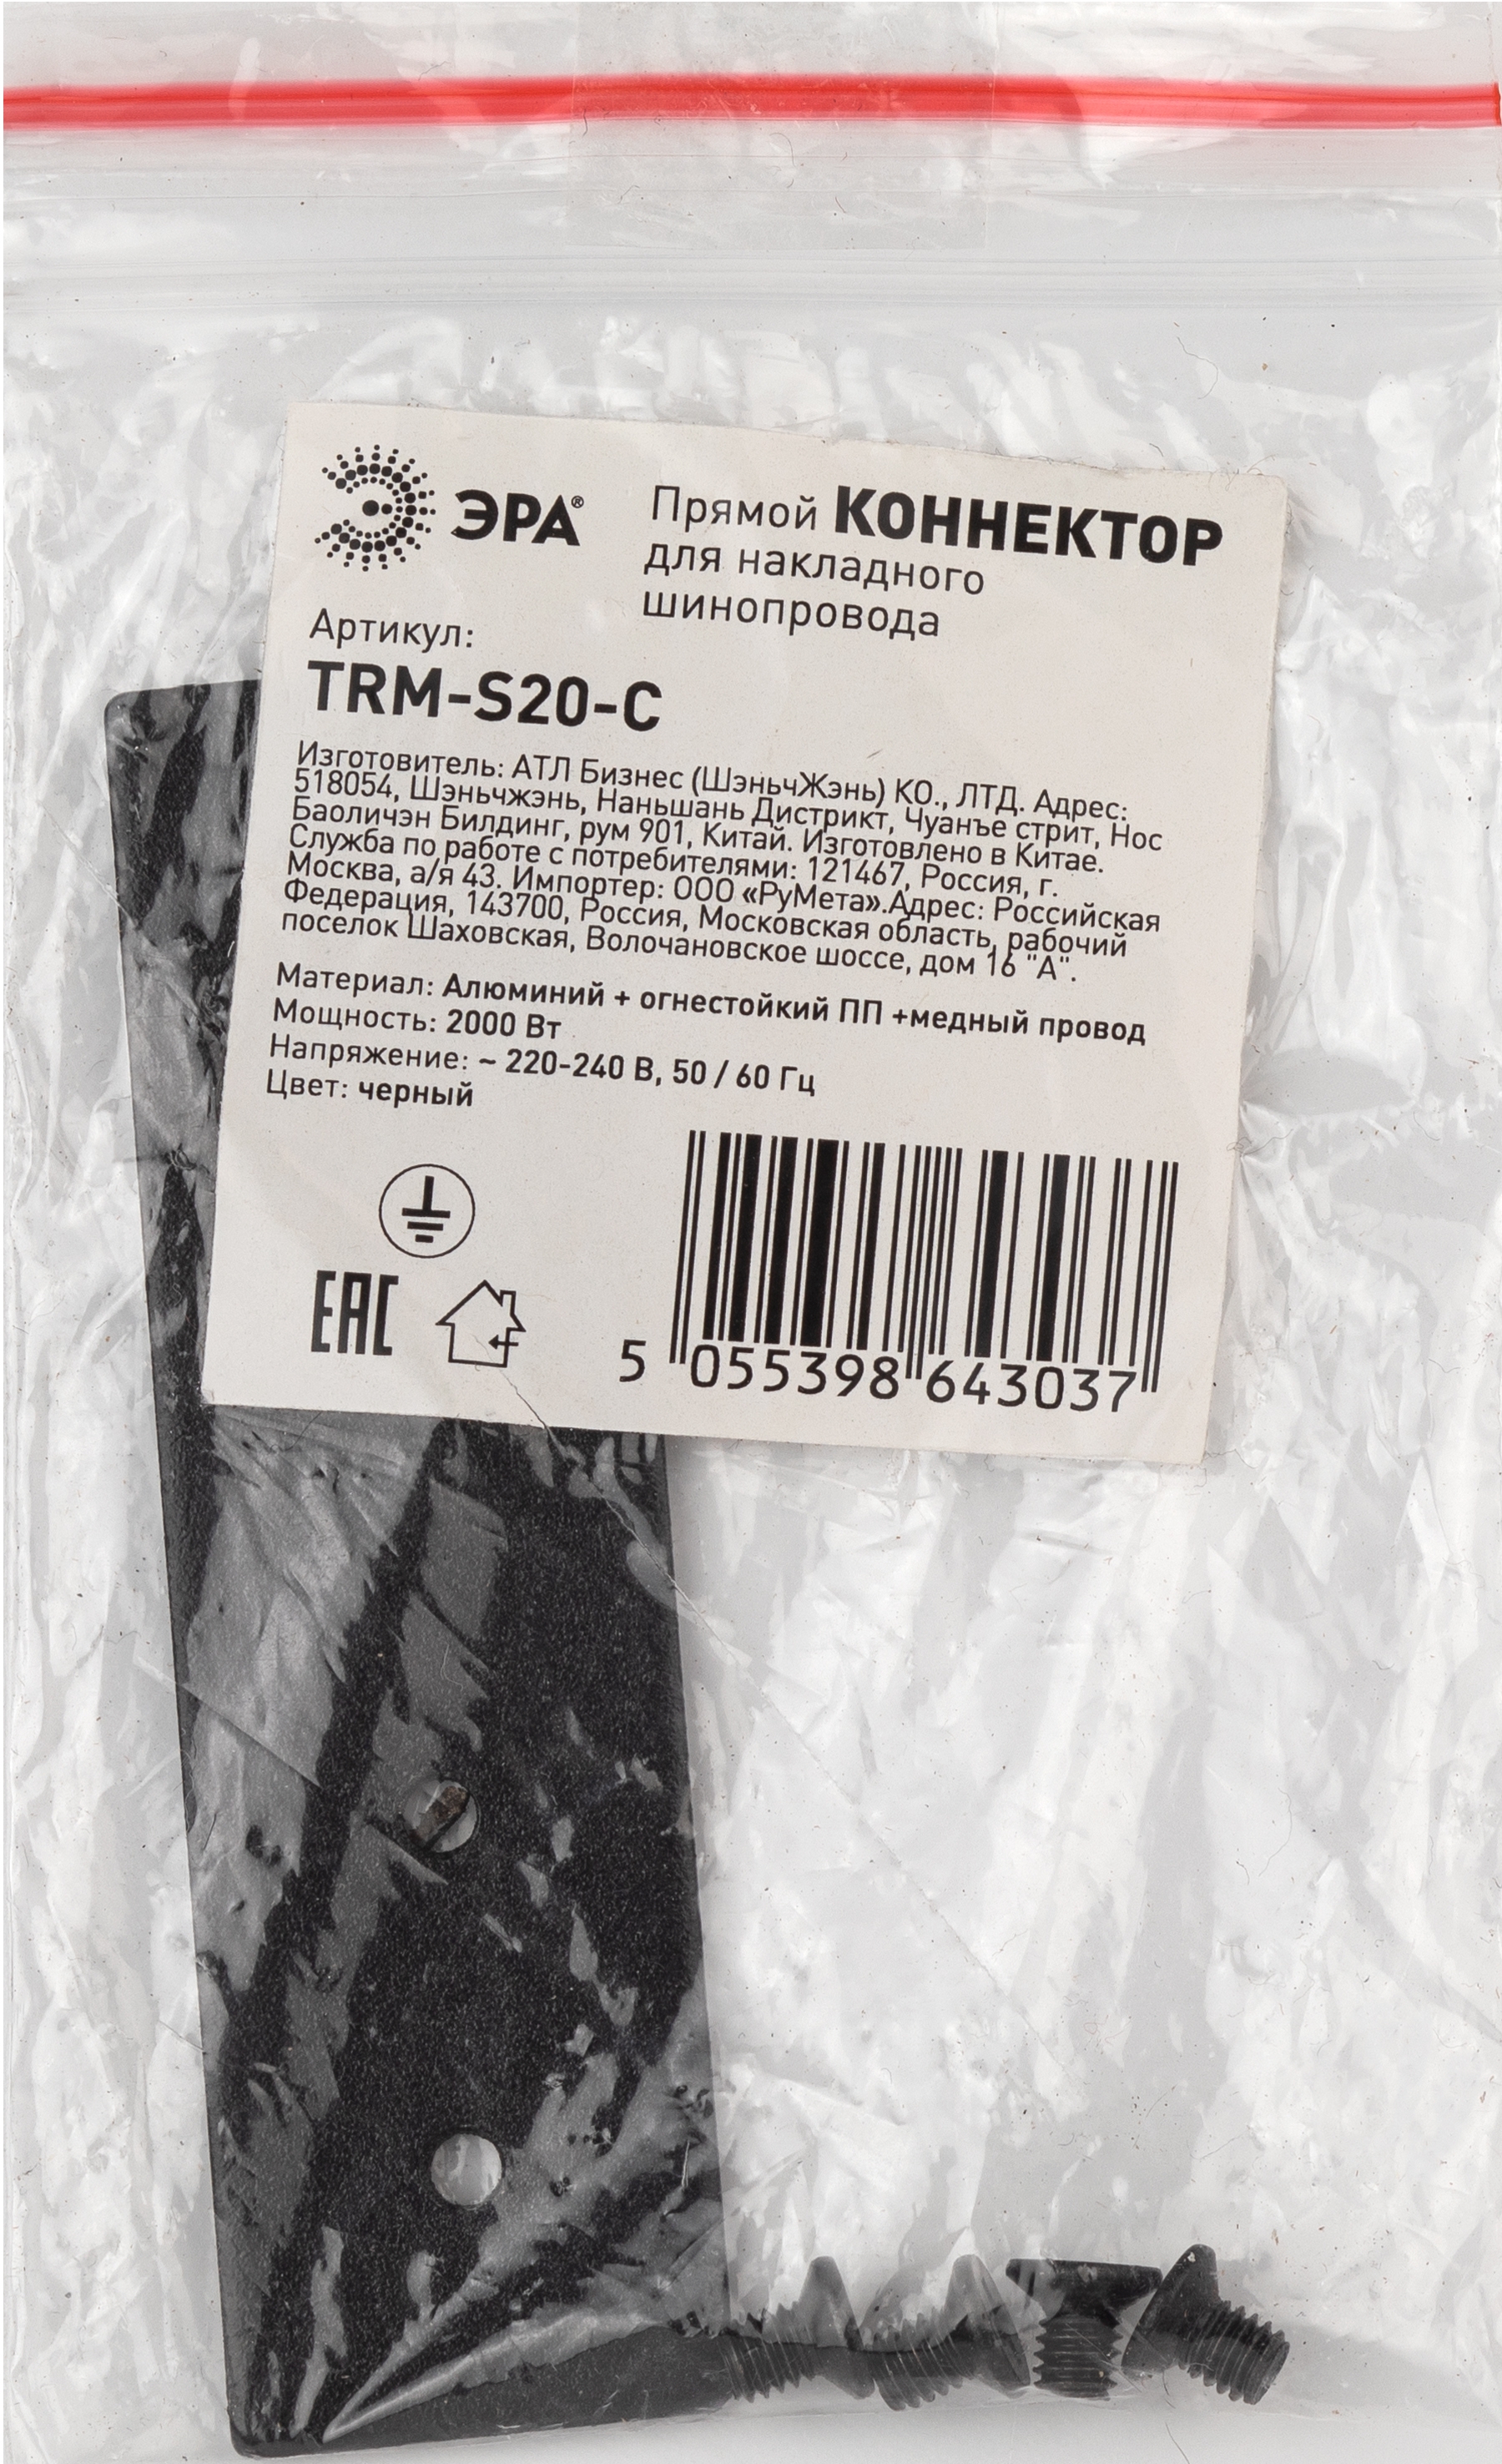 ЭРА®
Прямой КОННЕКТОР
для накладного
шинопровода
Артикул:
TRM-S20-C
Изготовитель: АТЛ Бизнес (ШэньчЖэнь) КО., ЛТД. Адрес:
518054, Шэньчжэнь, Наньшань Дистрикт, Чуанъе стрит, Нос
Баоличэн Билдинг, рум 901, Китай. Изготовлено в Китае.
Служба по работе с потребителями: 121467, Россия, г.
Москва, а/я 43. Импортер: ООО «РуМета».Адрес: Российская
Федерация, 143700, Россия, Московская область, рабочий
поселок Шаховская, Волочановское шоссе, дом 16 "А".
Материал: Алюминий + огнестойкий ПП +медный провод
Мощность: 2000 Вт
Напряжение: ~ 220-240 В, 50 / 60 Гц
Цвет: черный
EAC
5 055398 643037